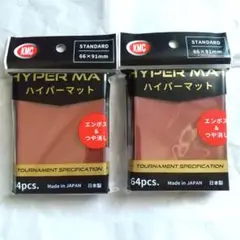 KMC
STANDARD
66×91mm
HYPER MA
ハイパーマット
エンボス
&
つや消し
TOURNAMENT SPECIFICATION
4pcs.
Made in JAPAN 日本製
KMC
STANDARD
66×91mm
HYPER MAT
ハイパーマット
エンボス
&
つや消し
TOURNAMENT SPECIFICATION
64pcs.
Made in JAPAN 日本製